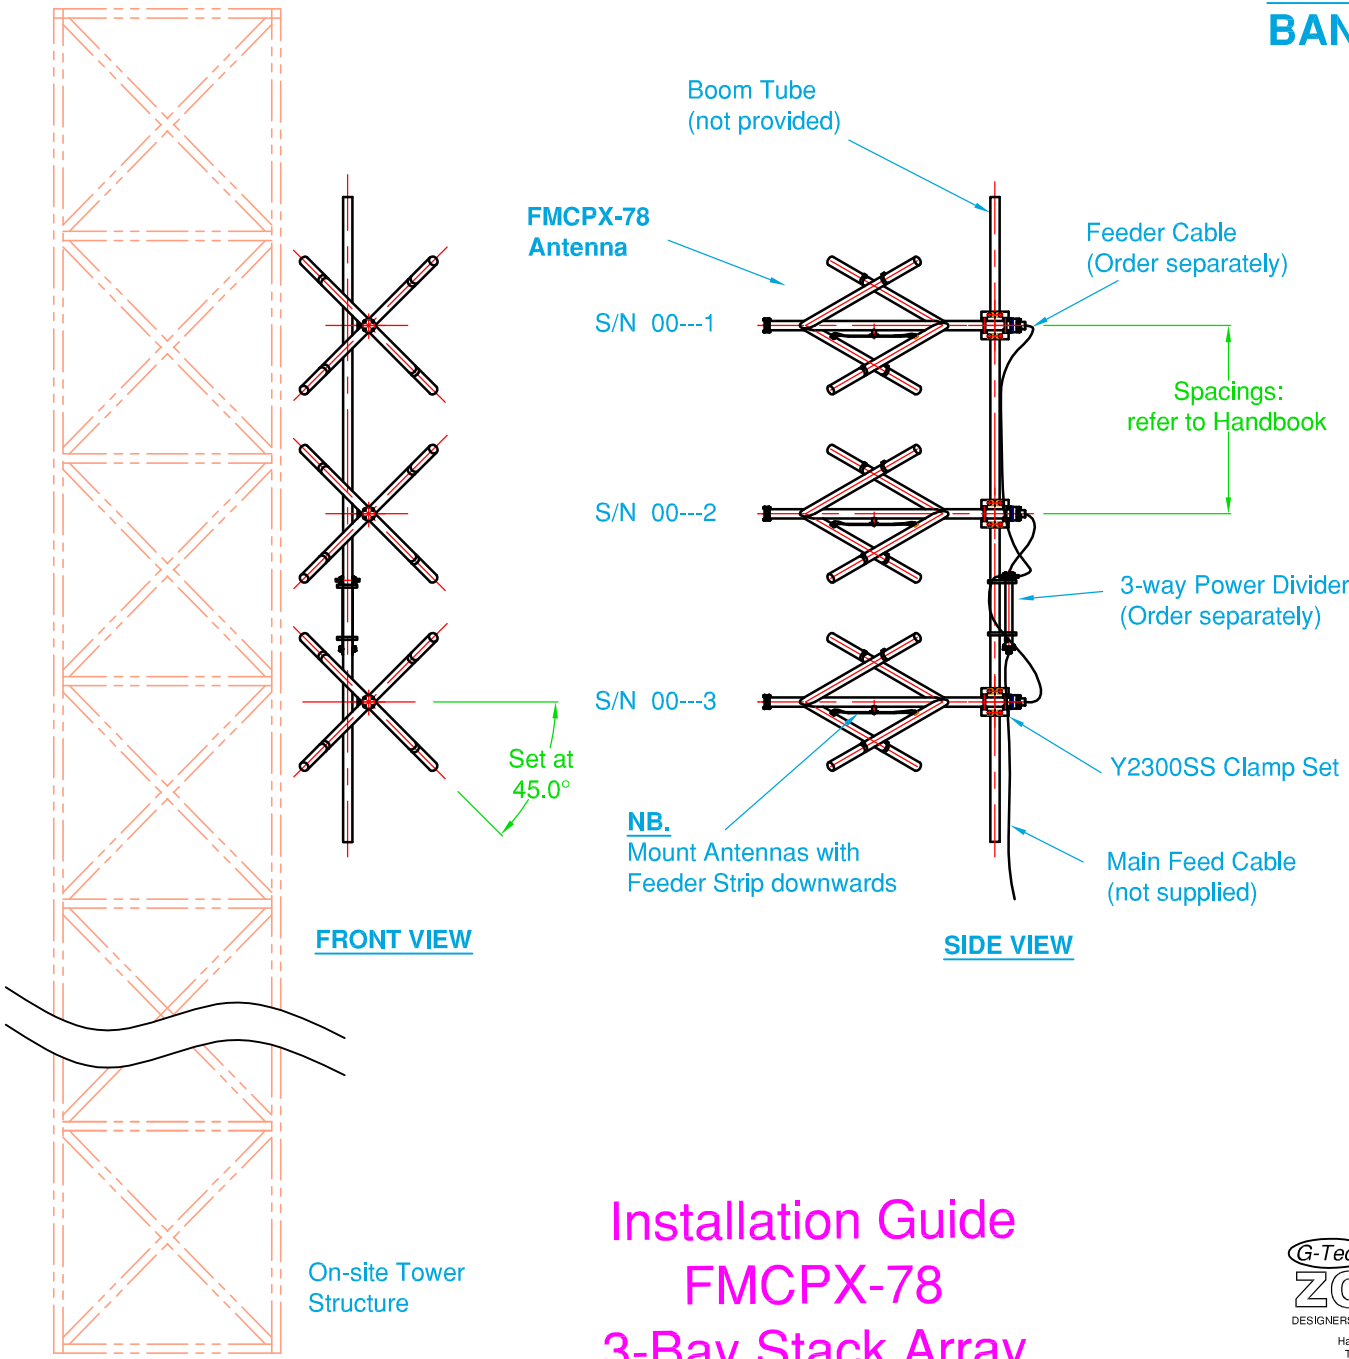 Boom Tube
(not provided)
FMCPX-78
Antenna
Feeder Cable
(Order separately)
S/N 00---1
Spacings:
refer to Handbook
S/N 00---2
3-way Power Divider
(Order separately)
S/N 00---3
Set at
45.0°
Y2300SS Clamp Set
NB.
Mount Antennas with
Feeder Strip downwards
Main Feed Cable
(not supplied)
FRONT VIEW
SIDE VIEW
On-site Tower
Structure
Installation Guide
FMCPX-78
3-Bay Stack Array